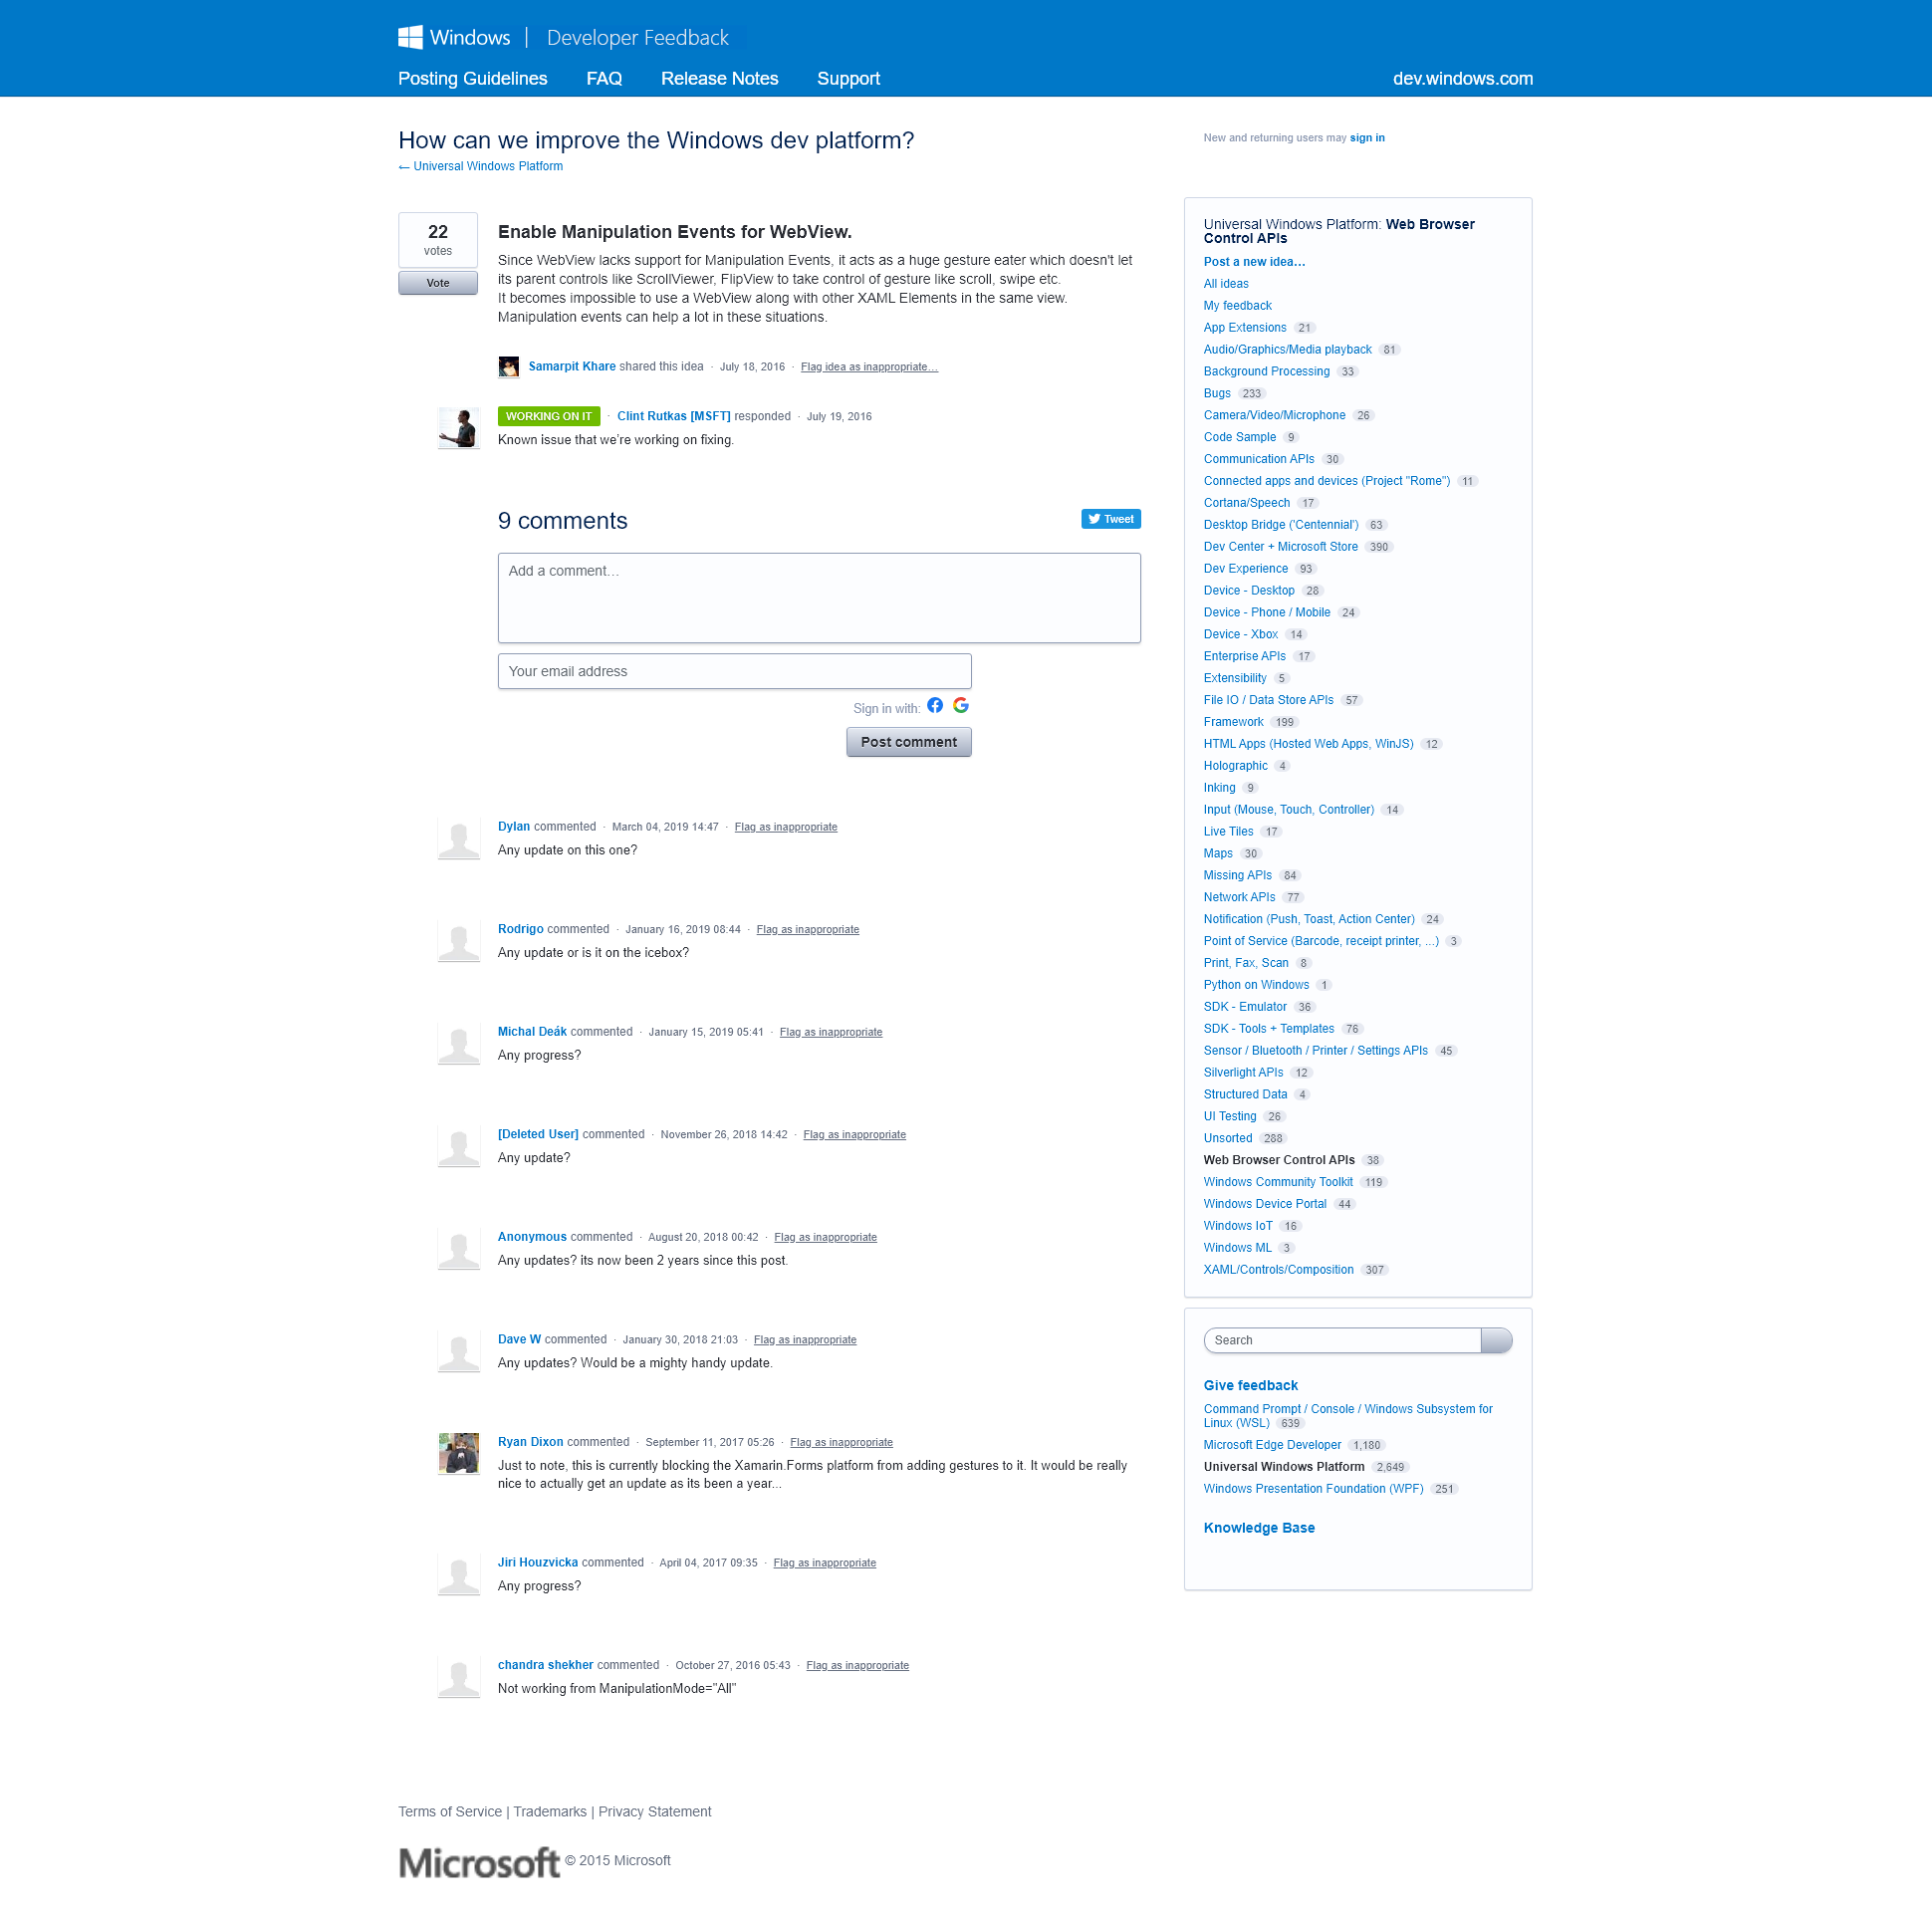 Windows | Developer Feedback
Posting Guidelines FAQ Release Notes Support dev.windows.com
How can we improve the Windows dev platform?
← Universal Windows Platform
New and returning users may sign in
22
votes
Vote
Enable Manipulation Events for WebView.
Since WebView lacks support for Manipulation Events, it acts as a huge gesture eater which doesn't let
its parent controls like ScrollViewer, FlipView to take control of gesture like scroll, swipe etc.
It becomes impossible to use a WebView along with other XAML Elements in the same view.
Manipulation events can help a lot in these situations.
Samarpit Khare shared this idea · July 18, 2016 · Flag idea as inappropriate…
WORKING ON IT · Clint Rutkas [MSFT] responded · July 19, 2016
Known issue that we're working on fixing.
9 comments
Tweet
Add a comment…
Your email address
Sign in with:
Post comment
Dylan commented · March 04, 2019 14:47 · Flag as inappropriate
Any update on this one?
Rodrigo commented · January 16, 2019 08:44 · Flag as inappropriate
Any update or is it on the icebox?
Michal Deák commented · January 15, 2019 05:41 · Flag as inappropriate
Any progress?
[Deleted User] commented · November 26, 2018 14:42 · Flag as inappropriate
Any update?
Anonymous commented · August 20, 2018 00:42 · Flag as inappropriate
Any updates? its now been 2 years since this post.
Dave W commented · January 30, 2018 21:03 · Flag as inappropriate
Any updates? Would be a mighty handy update.
Ryan Dixon commented · September 11, 2017 05:26 · Flag as inappropriate
Just to note, this is currently blocking the Xamarin.Forms platform from adding gestures to it. It would be really
nice to actually get an update as its been a year...
Jiri Houzvicka commented · April 04, 2017 09:35 · Flag as inappropriate
Any progress?
chandra shekher commented · October 27, 2016 05:43 · Flag as inappropriate
Not working from ManipulationMode="All"
Universal Windows Platform: Web Browser
Control APIs
Post a new idea…
All ideas
My feedback
App Extensions 21
Audio/Graphics/Media playback 81
Background Processing 33
Bugs 233
Camera/Video/Microphone 26
Code Sample 9
Communication APIs 30
Connected apps and devices (Project "Rome") 11
Cortana/Speech 17
Desktop Bridge ('Centennial') 63
Dev Center + Microsoft Store 390
Dev Experience 93
Device - Desktop 28
Device - Phone / Mobile 24
Device - Xbox 14
Enterprise APIs 17
Extensibility 5
File IO / Data Store APIs 57
Framework 199
HTML Apps (Hosted Web Apps, WinJS) 12
Holographic 4
Inking 9
Input (Mouse, Touch, Controller) 14
Live Tiles 17
Maps 30
Missing APIs 84
Network APIs 77
Notification (Push, Toast, Action Center) 24
Point of Service (Barcode, receipt printer, ...) 3
Print, Fax, Scan 8
Python on Windows 1
SDK - Emulator 36
SDK - Tools + Templates 76
Sensor / Bluetooth / Printer / Settings APIs 45
Silverlight APIs 12
Structured Data 4
UI Testing 26
Unsorted 288
Web Browser Control APIs 38
Windows Community Toolkit 119
Windows Device Portal 44
Windows IoT 16
Windows ML 3
XAML/Controls/Composition 307
Search
Give feedback
Command Prompt / Console / Windows Subsystem for
Linux (WSL) 639
Microsoft Edge Developer 1,180
Universal Windows Platform 2,649
Windows Presentation Foundation (WPF) 251
Knowledge Base
Terms of Service | Trademarks | Privacy Statement
Microsoft © 2015 Microsoft